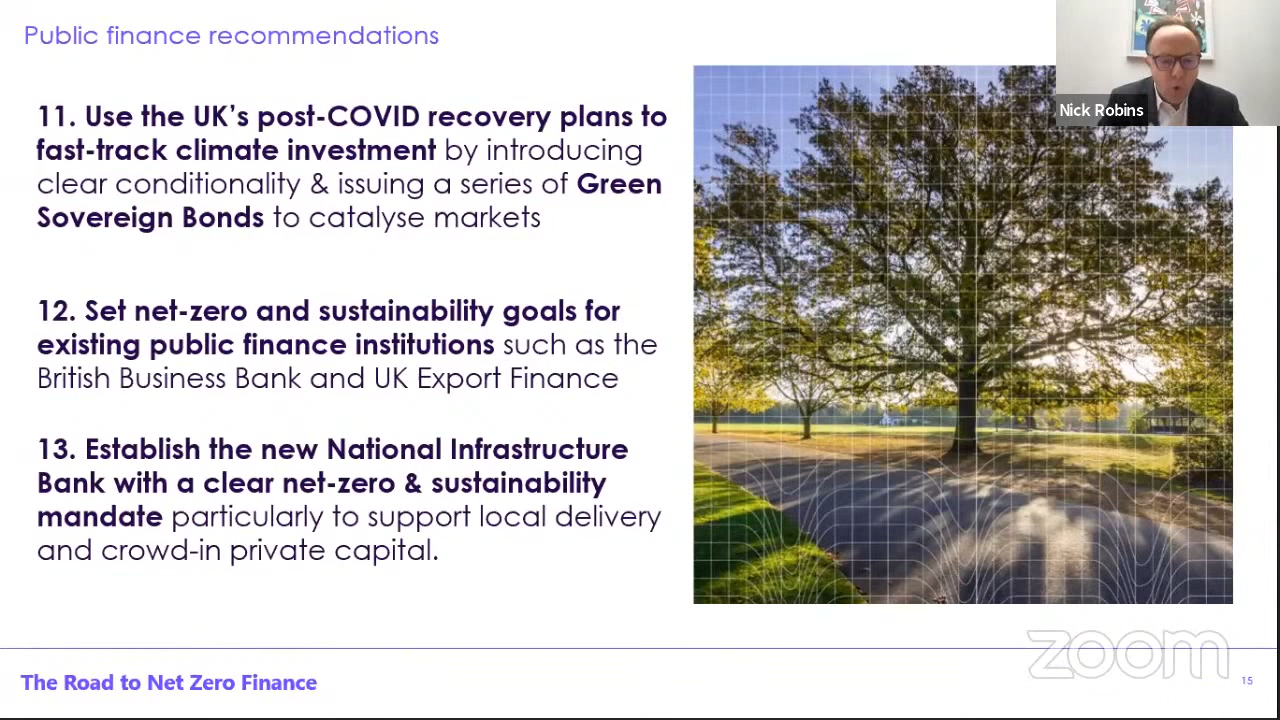 Public finance recommendations
Nick Robins
11. Use the UK’s post-COVID recovery plans to
fast-track climate investment by introducing
clear conditionality & issuing a series of Green
Sovereign Bonds to catalyse markets
12. Set net-zero and sustainability goals for
existing public finance institutions such as the
British Business Bank and UK Export Finance
13. Establish the new National Infrastructure
Bank with a clear net-zero & sustainability
mandate particularly to support local delivery
and crowd-in private capital.
zoom
The Road to Net Zero Finance
15